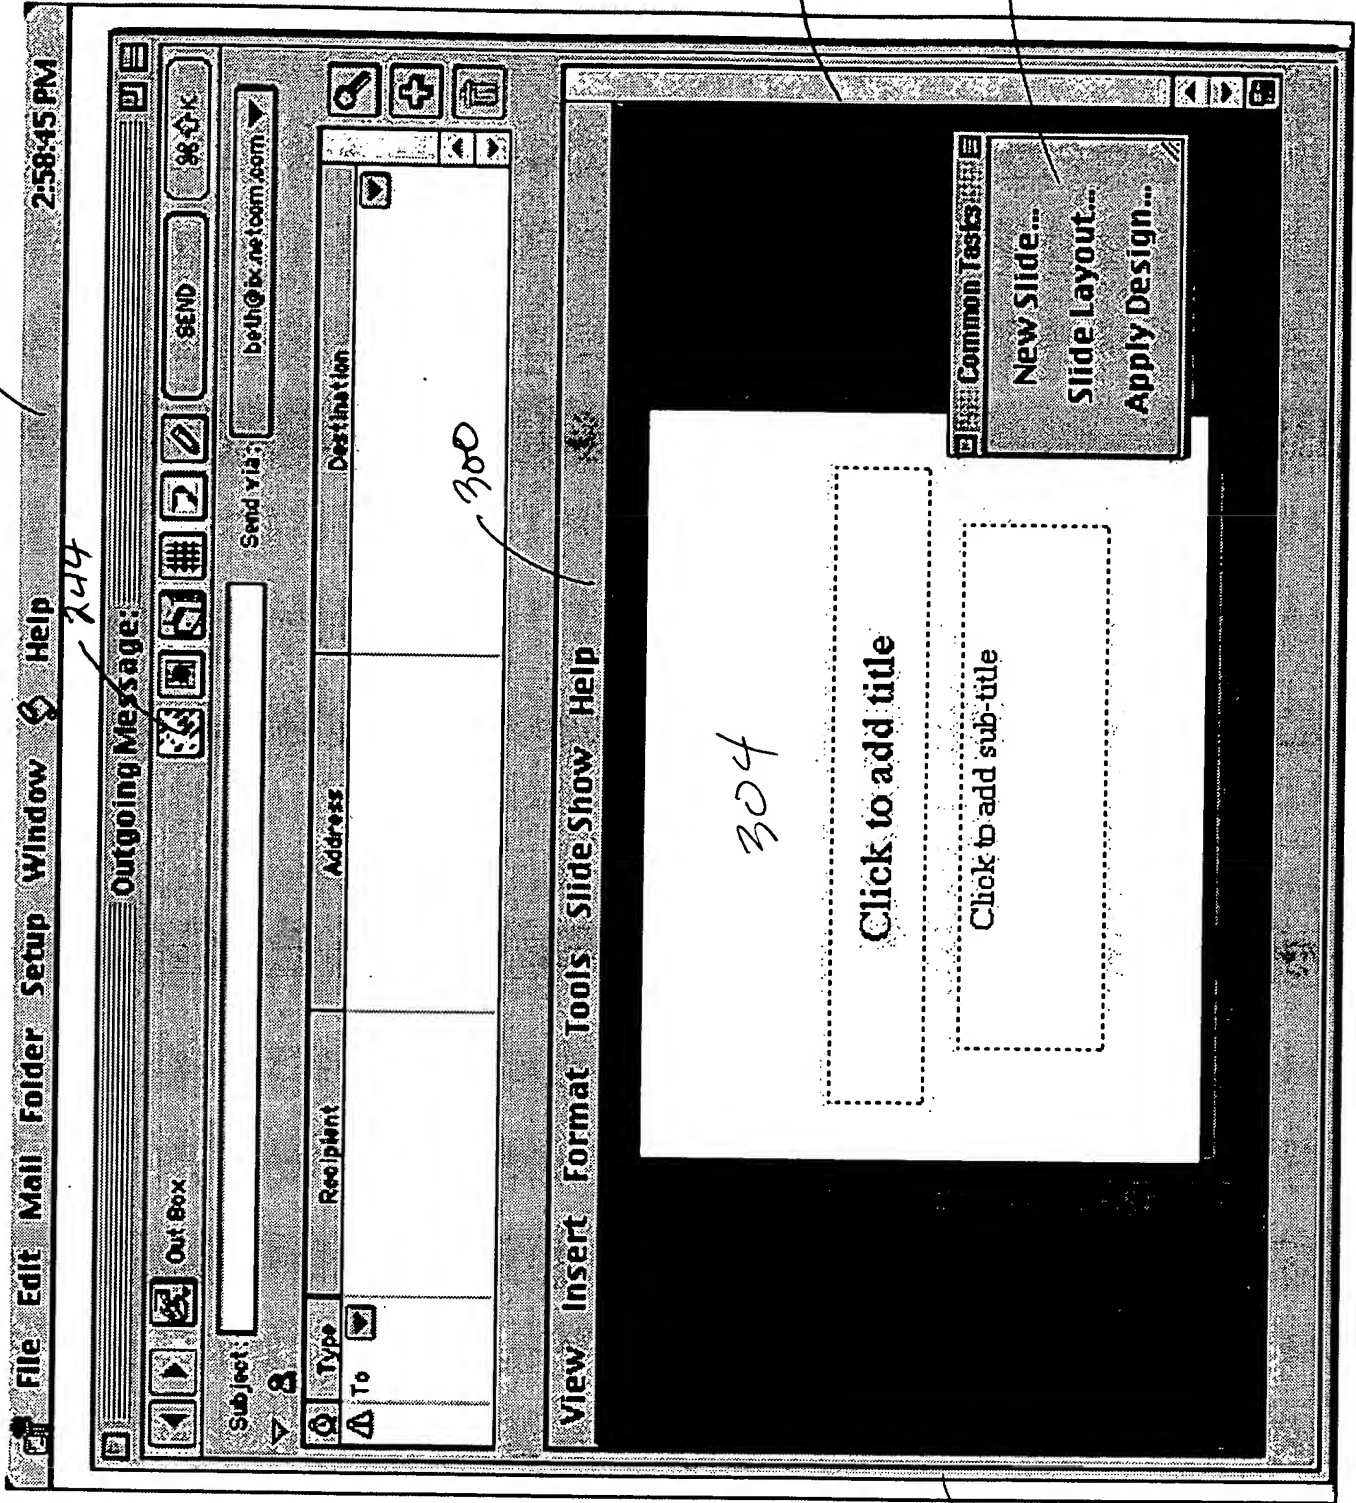 File Edit Mail Folder Setup Window Help 2:58:45 PM
244
Outgoing Message:
Out Box SEND ⌘⇧K
Subject: Send via: beth@ix.netcom.com
Type Recipient Address Destination
To
300
View Insert Format Tools Slide Show Help
304
Click to add title
Click to add sub-title
Common Tasks
New Slide...
Slide Layout...
Apply Design...